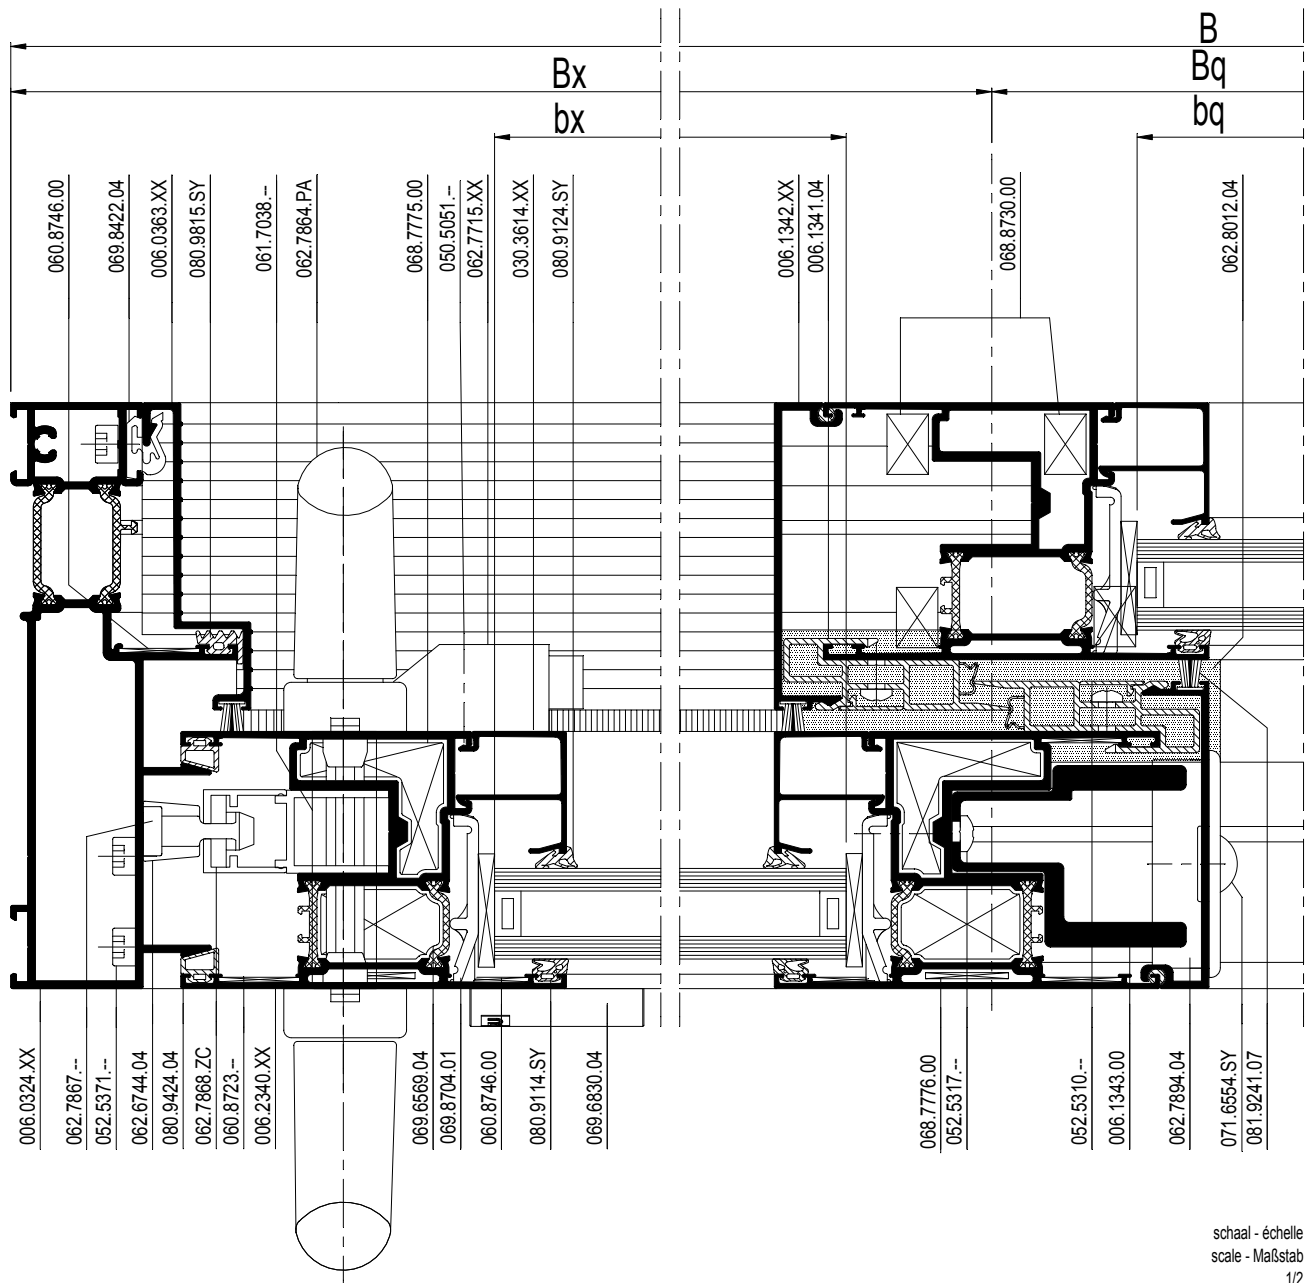 B
Bx
Bq
bx
bq
060.8746.00
069.8422.04
006.0363.XX
080.9815.SY
061.7038.--
062.7864.PA
068.7775.00
050.5051.--
062.7715.XX
030.3614.XX
080.9124.SY
006.1342.XX
006.1341.04
068.8730.00
062.8012.04
006.0324.XX
062.7867.--
052.5371.--
062.6744.04
080.9424.04
062.7868.ZC
060.8723.--
006.2340.XX
069.6569.04
069.8704.01
060.8746.00
080.9114.SY
069.6830.04
068.7776.00
052.5317.--
052.5310.--
006.1343.00
062.7894.04
071.6554.SY
081.9241.07
schaal - échelle
scale - Maßstab
1/2